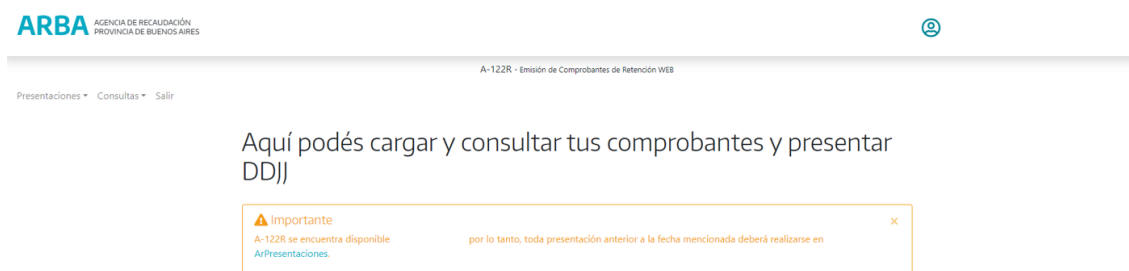 ARBA AGENCIA DE RECAUDACIÓN
PROVINCIA DE BUENOS AIRES
A-122R - Emisión de Comprobantes de Retención WEB
Presentaciones Consultas Salir
Aquí podés cargar y consultar tus comprobantes y presentar
DDJJ
Importante ×
A-122R se encuentra disponible por lo tanto, toda presentación anterior a la fecha mencionada deberá realizarse en
ArPresentaciones.